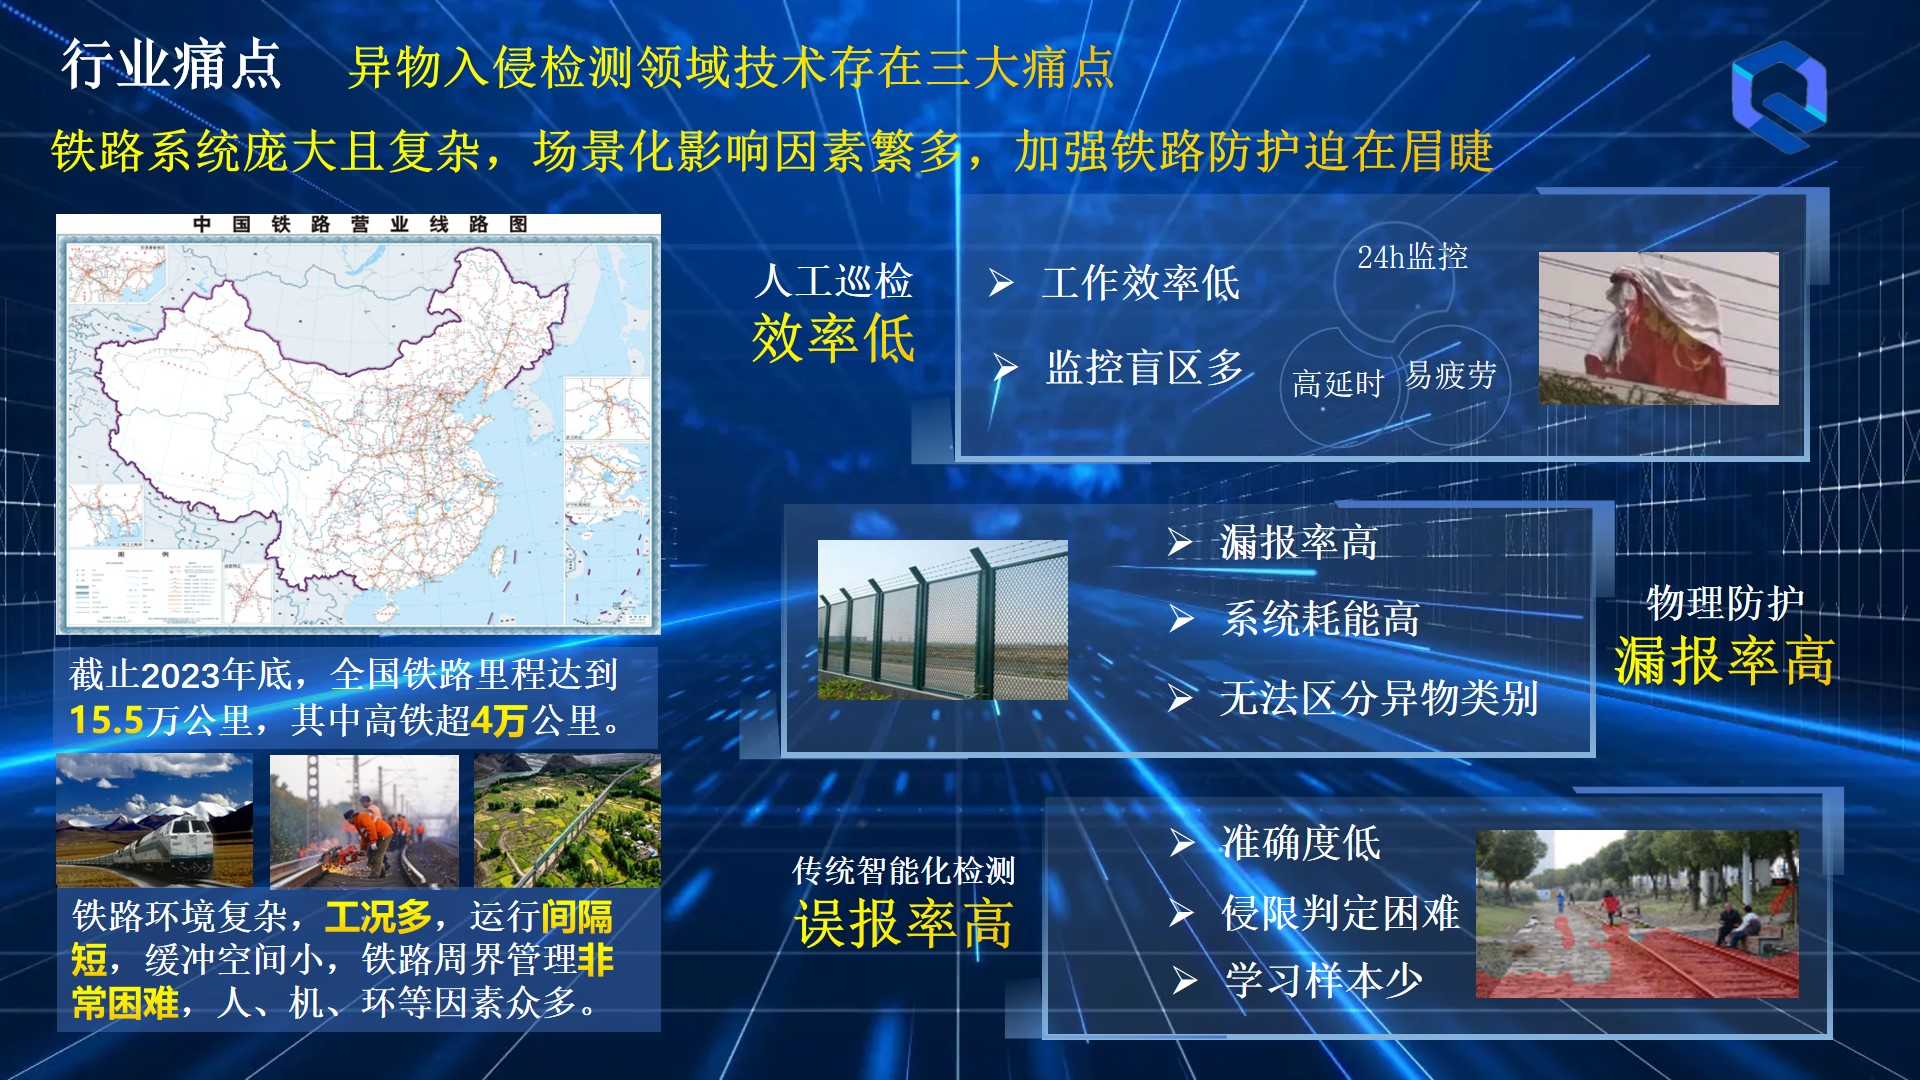 行业痛点
异物入侵检测领域技术存在三大痛点
铁路系统庞大且复杂，场景化影响因素繁多，加强铁路防护迫在眉睫
中国铁路营业线路图
图例
截止2023年底，全国铁路里程达到
15.5万公里，其中高铁超4万公里。
铁路环境复杂，工况多，运行间隔
短，缓冲空间小，铁路周界管理非
常困难，人、机、环等因素众多。
人工巡检
效率低
工作效率低
监控盲区多
24h监控
高延时
易疲劳
漏报率高
系统耗能高
无法区分异物类别
物理防护
漏报率高
传统智能化检测
误报率高
准确度低
侵限判定困难
学习样本少